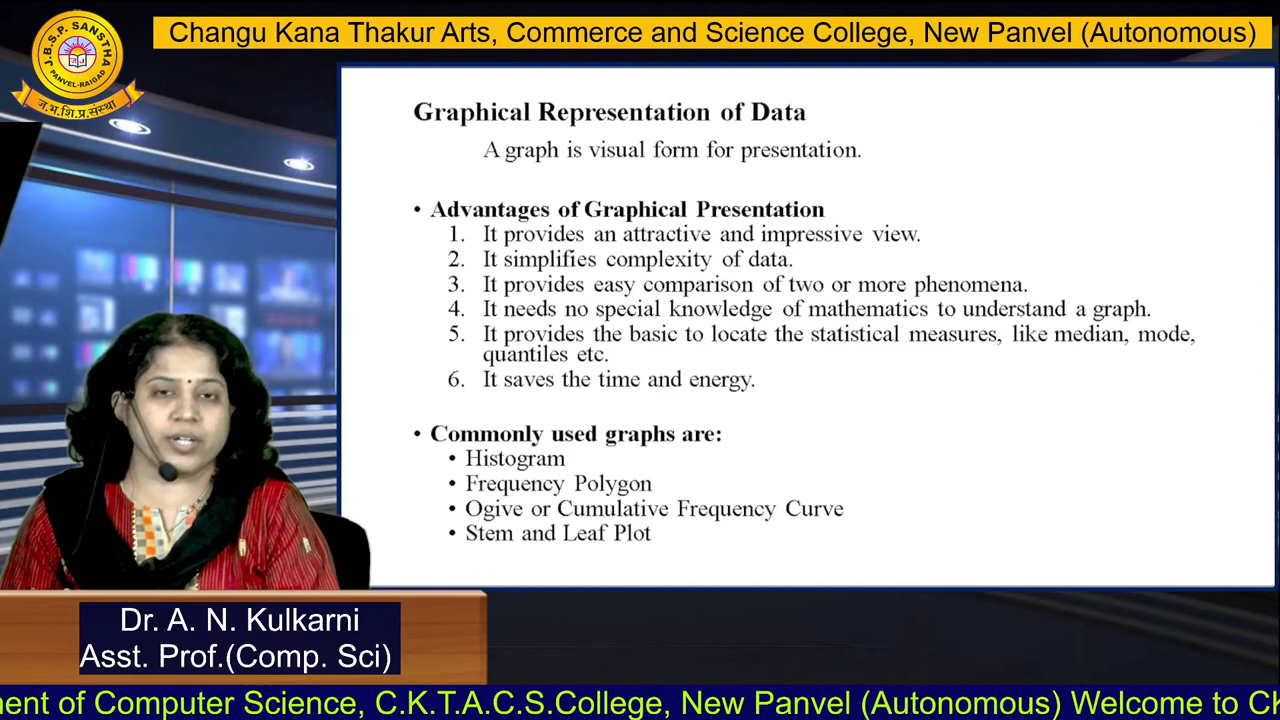 J.B.S.P. SANSTHA
PANVEL-RAIGAD
ज.भ.शि.प्र.संस्था
Changu Kana Thakur Arts, Commerce and Science College, New Panvel (Autonomous)
Graphical Representation of Data
A graph is visual form for presentation.
• Advantages of Graphical Presentation
1. It provides an attractive and impressive view.
2. It simplifies complexity of data.
3. It provides easy comparison of two or more phenomena.
4. It needs no special knowledge of mathematics to understand a graph.
5. It provides the basic to locate the statistical measures, like median, mode,
quantiles etc.
6. It saves the time and energy.
• Commonly used graphs are:
• Histogram
• Frequency Polygon
• Ogive or Cumulative Frequency Curve
• Stem and Leaf Plot
Dr. A. N. Kulkarni
Asst. Prof.(Comp. Sci)
ment of Computer Science, C.K.T.A.C.S.College, New Panvel (Autonomous) Welcome to Ch